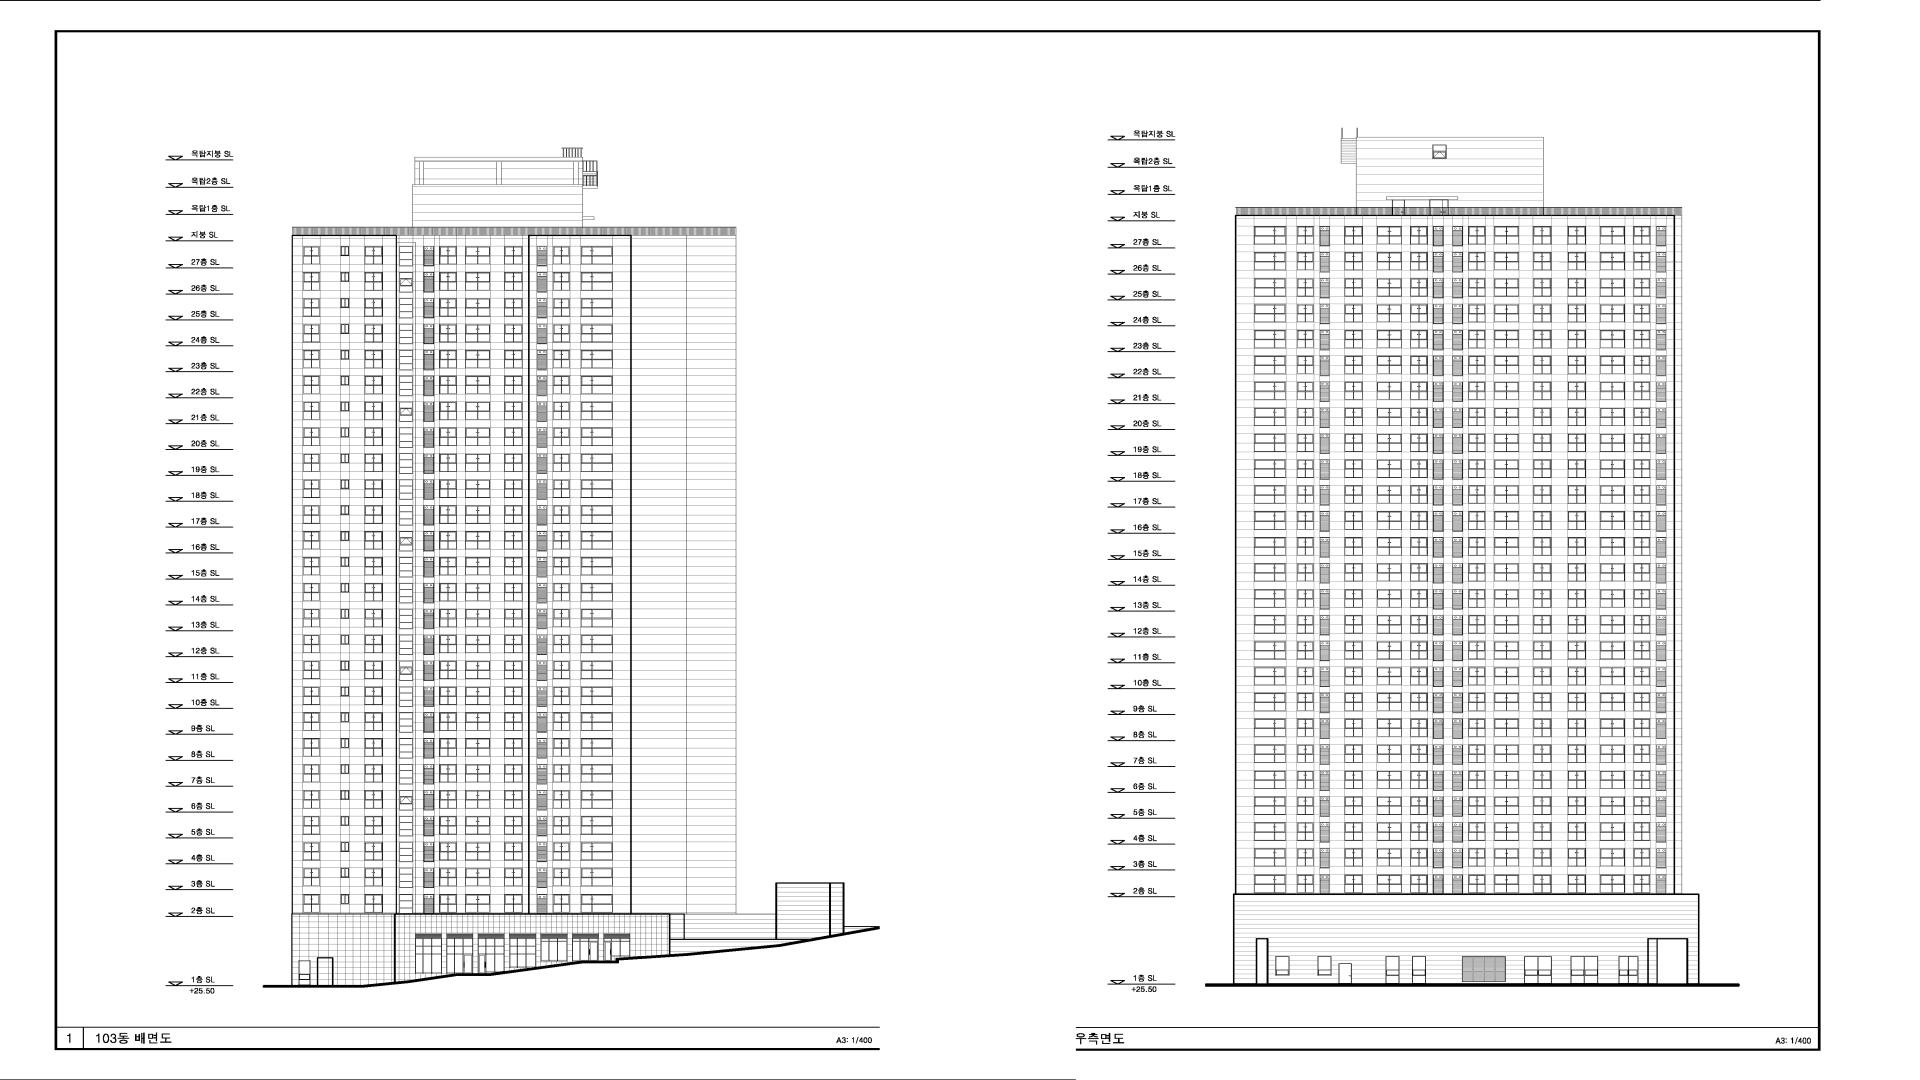 옥탑지붕 SL
옥탑2층 SL
옥탑1층 SL
지붕 SL
27층 SL
26층 SL
25층 SL
24층 SL
23층 SL
22층 SL
21층 SL
20층 SL
19층 SL
18층 SL
17층 SL
16층 SL
15층 SL
14층 SL
13층 SL
12층 SL
11층 SL
10층 SL
9층 SL
8층 SL
7층 SL
6층 SL
5층 SL
4층 SL
3층 SL
2층 SL
1층 SL
+25.50
1 103동 배면도 A3: 1/400
옥탑지붕 SL
옥탑2층 SL
옥탑1층 SL
지붕 SL
27층 SL
26층 SL
25층 SL
24층 SL
23층 SL
22층 SL
21층 SL
20층 SL
19층 SL
18층 SL
17층 SL
16층 SL
15층 SL
14층 SL
13층 SL
12층 SL
11층 SL
10층 SL
9층 SL
8층 SL
7층 SL
6층 SL
5층 SL
4층 SL
3층 SL
2층 SL
1층 SL
+25.50
우측면도 A3: 1/400